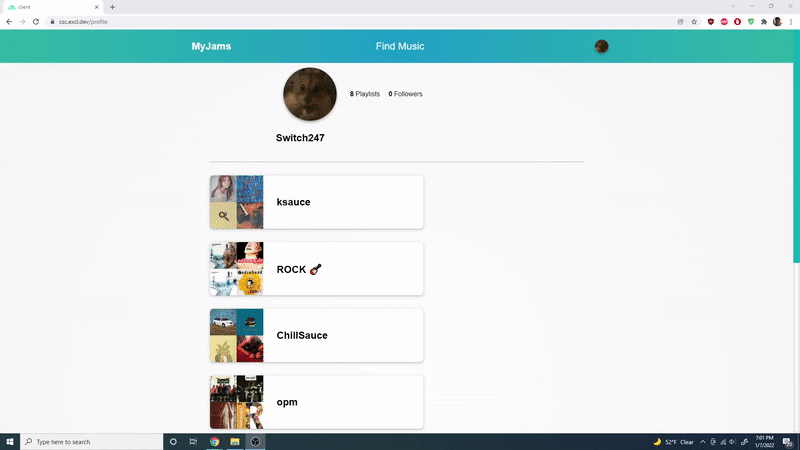 client
csc.excl.dev/profile
MyJams
Find Music
8 Playlists 0 Followers
Switch247
ksauce
ROCK 🎸
ChillSauce
opm
Type here to search
52°F Clear
7:01 PM
1/7/2022